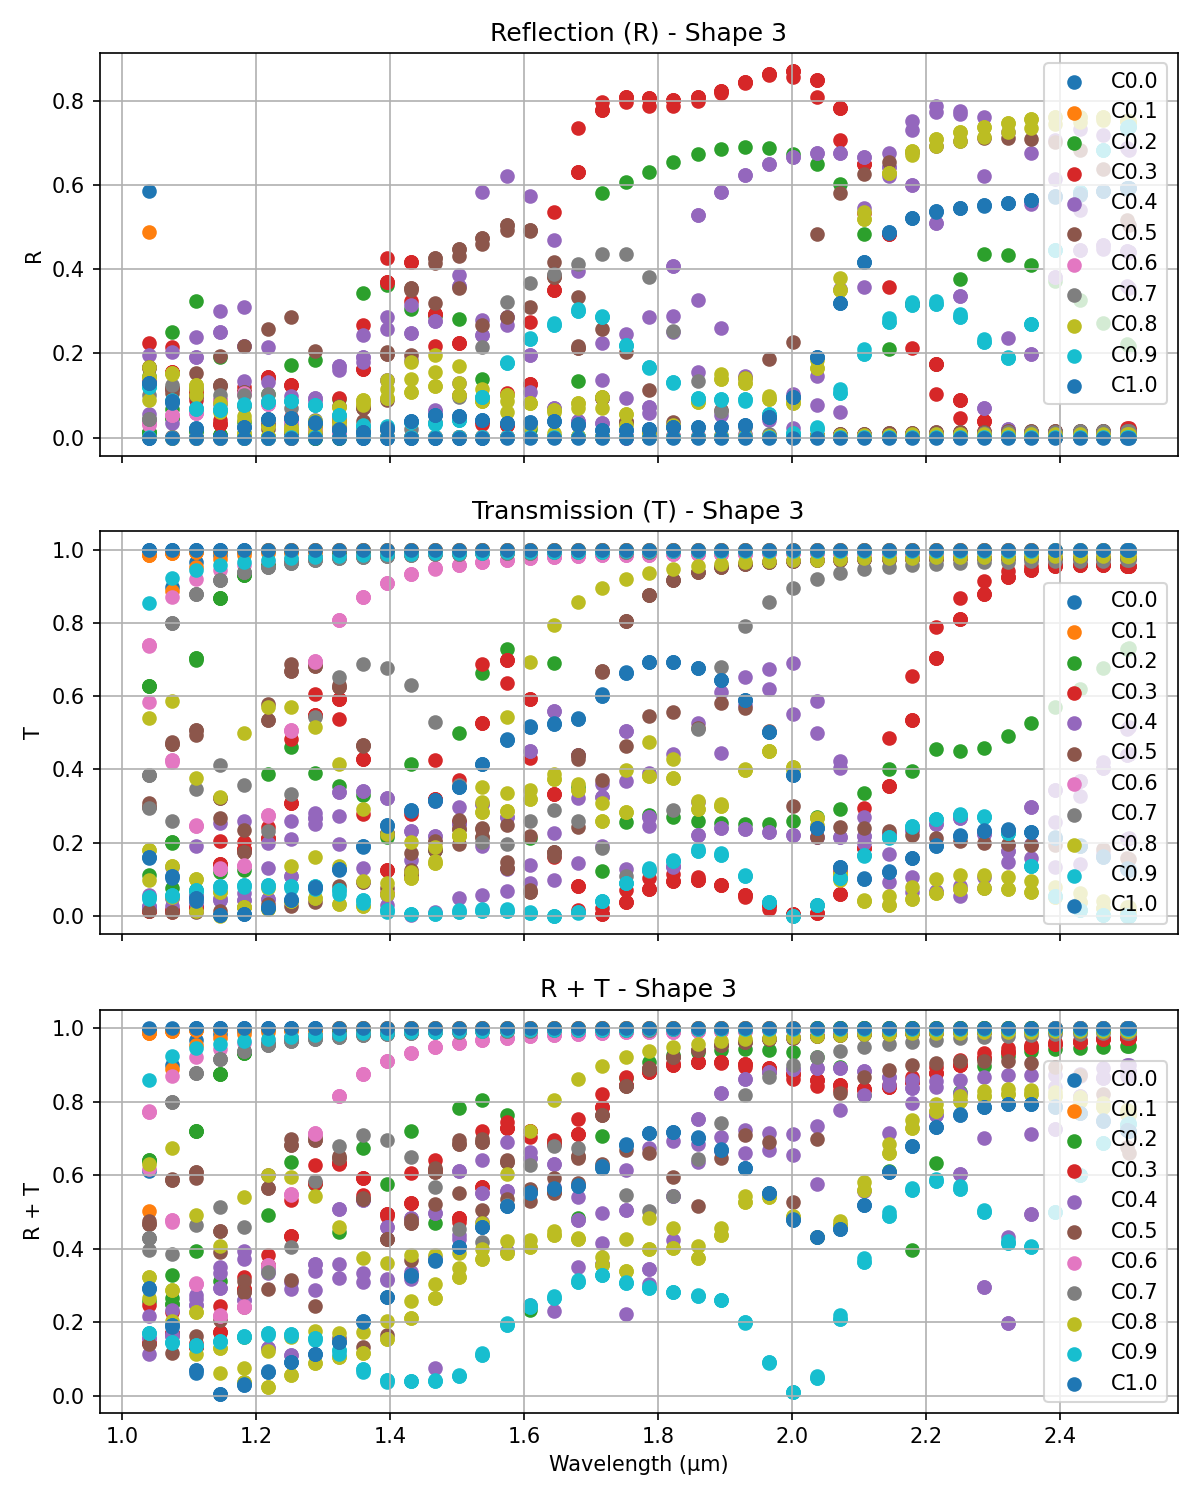 Reflection (R) - Shape 3
0.8
0.6
0.4
0.2
0.0
R
C0.0
C0.1
C0.2
C0.3
C0.4
C0.5
C0.6
C0.7
C0.8
C0.9
C1.0
Transmission (T) - Shape 3
1.0
0.8
0.6
0.4
0.2
0.0
T
C0.0
C0.1
C0.2
C0.3
C0.4
C0.5
C0.6
C0.7
C0.8
C0.9
C1.0
R + T - Shape 3
1.0
0.8
0.6
0.4
0.2
0.0
R + T
C0.0
C0.1
C0.2
C0.3
C0.4
C0.5
C0.6
C0.7
C0.8
C0.9
C1.0
1.0 1.2 1.4 1.6 1.8 2.0 2.2 2.4
Wavelength (μm)